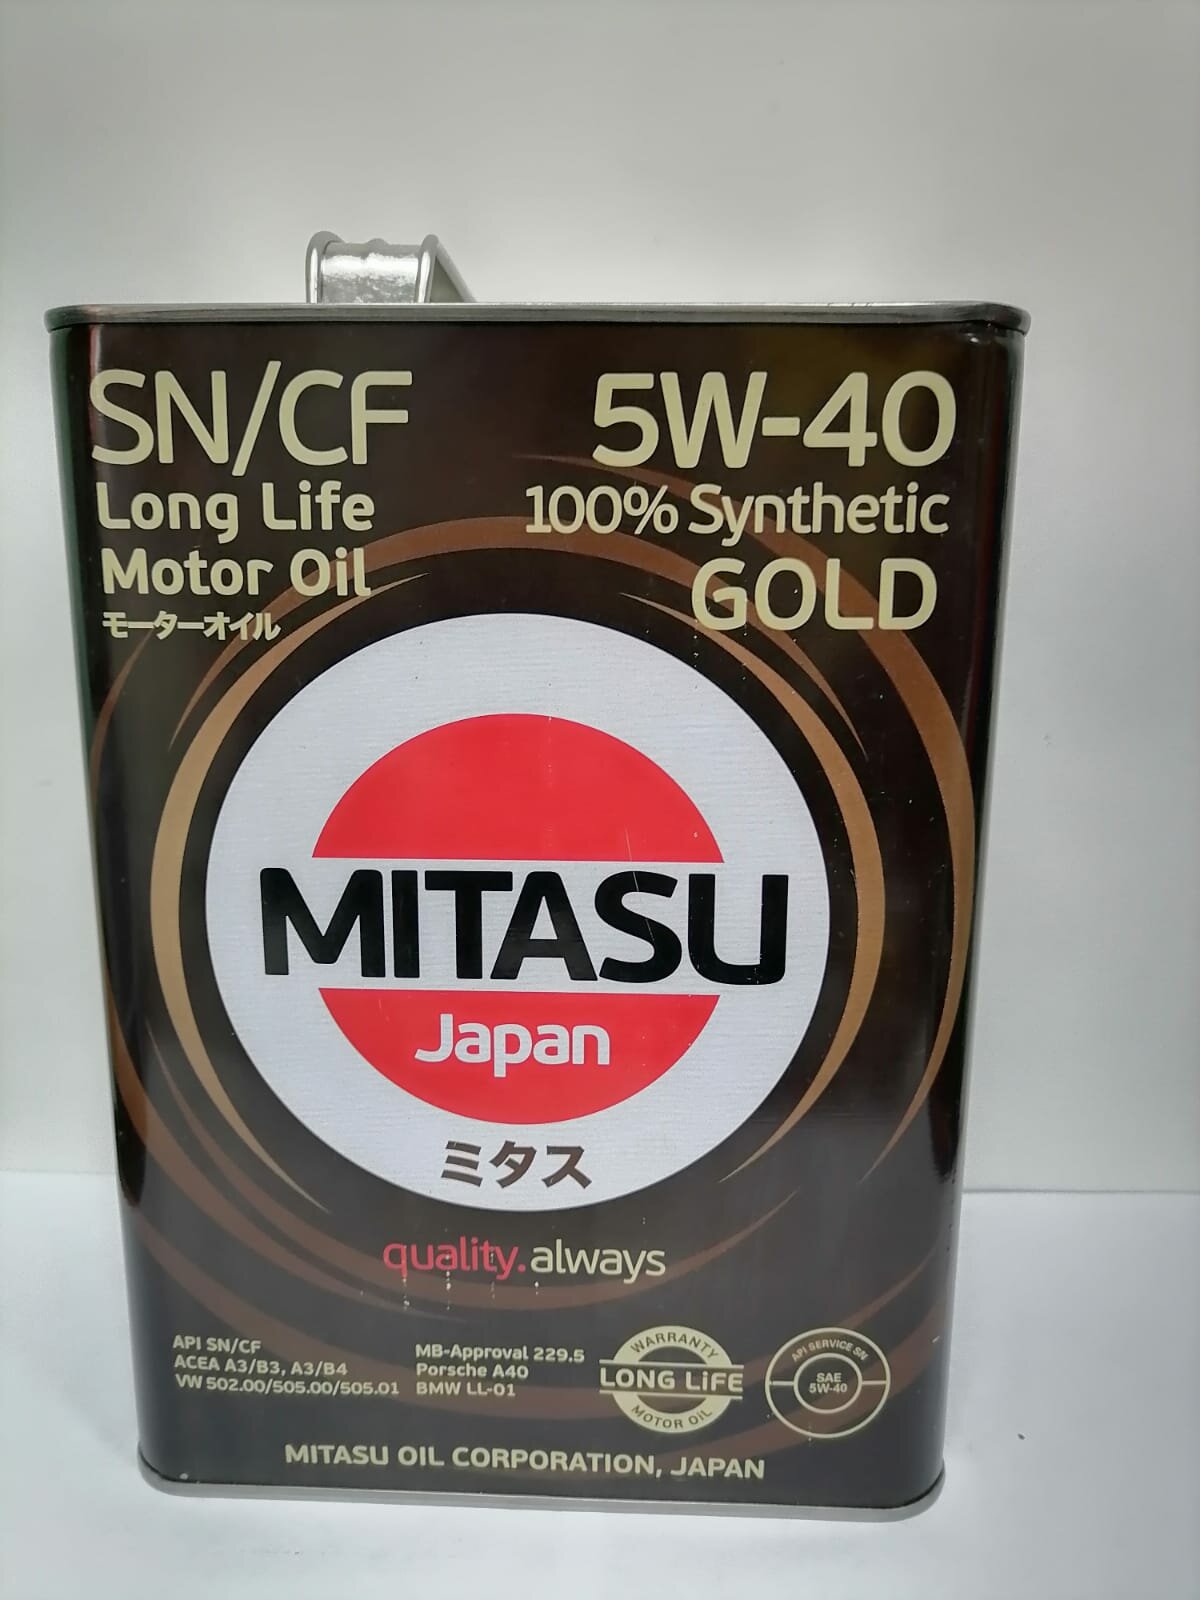 SN/CF
Long Life
Motor Oil
モーターオイル
5W-40
100% Synthetic
GOLD
MITASU
Japan
ミタス
quality.always
API SN/CF
ACEA A3/B3, A3/B4
VW 502.00/505.00/505.01
MB-Approval 229.5
Porsche A40
BMW LL-01
WARRANTY
LONG LiFE
MOTOR OiL
API SERVICE SN
SAE
5W-40
MITASU OIL CORPORATION, JAPAN